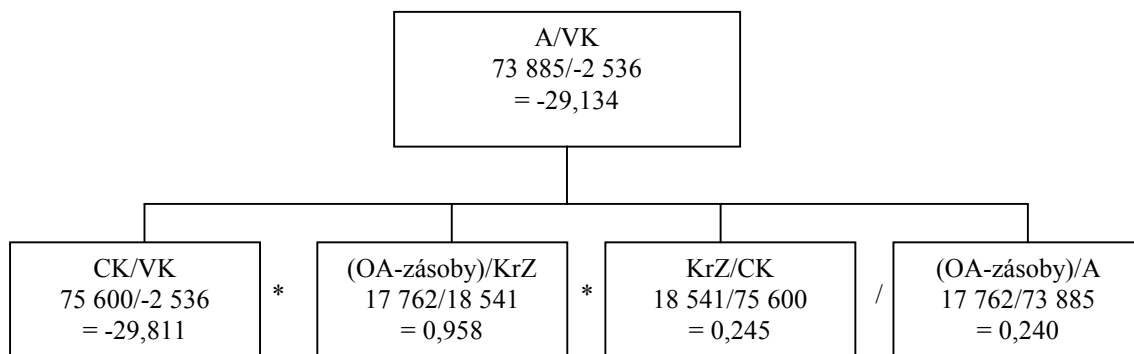 A/VK
73 885/-2 536
= -29,134
CK/VK
75 600/-2 536
= -29,811
*
(OA-zásoby)/KrZ
17 762/18 541
= 0,958
*
KrZ/CK
18 541/75 600
= 0,245
/
(OA-zásoby)/A
17 762/73 885
= 0,240